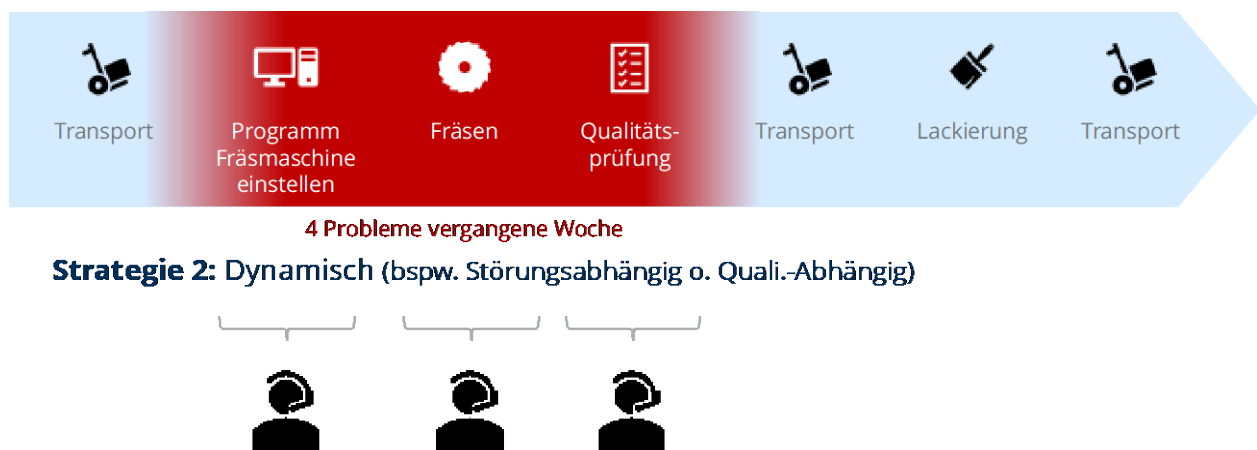 Transport
Programm
Fräsmaschine
einstellen
Fräsen
Qualitäts-
prüfung
Transport
Lackierung
Transport
4 Probleme vergangene Woche
Strategie 2: Dynamisch (bspw. Störungsabhängig o. Quali.-Abhängig)